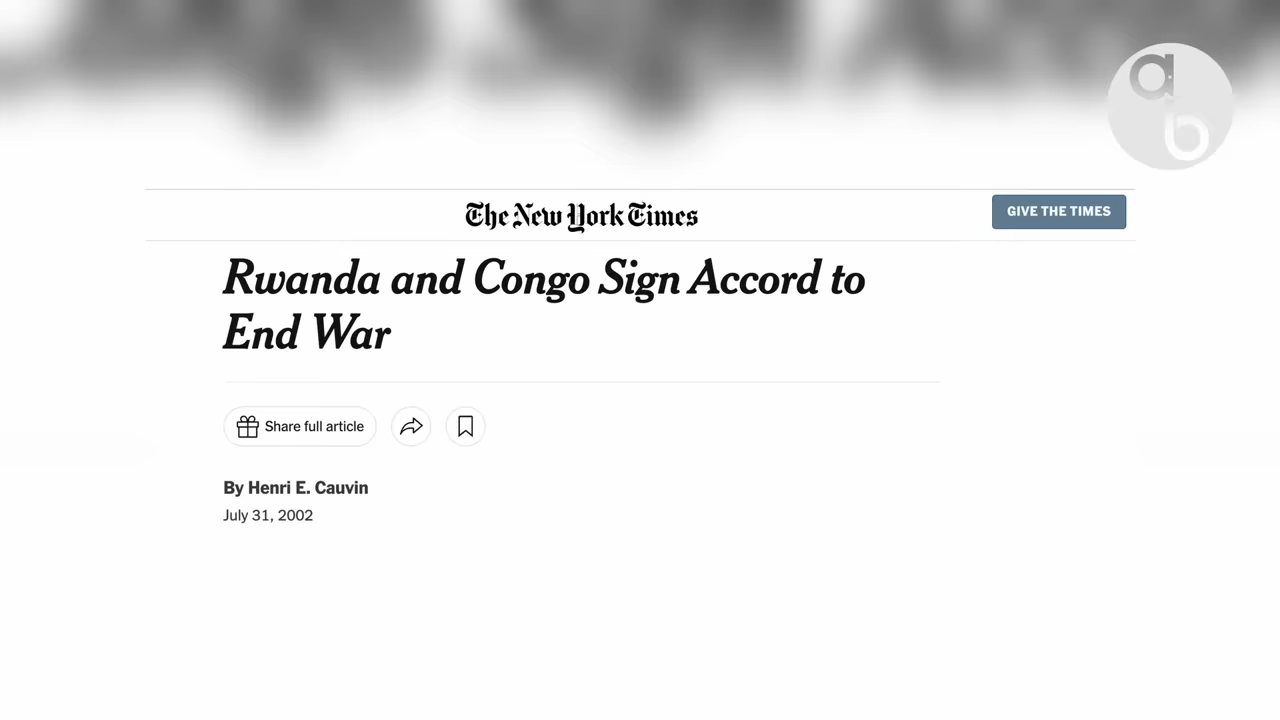 ab
The New York Times
GIVE THE TIMES
Rwanda and Congo Sign Accord to
End War
Share full article
By Henri E. Cauvin
July 31, 2002